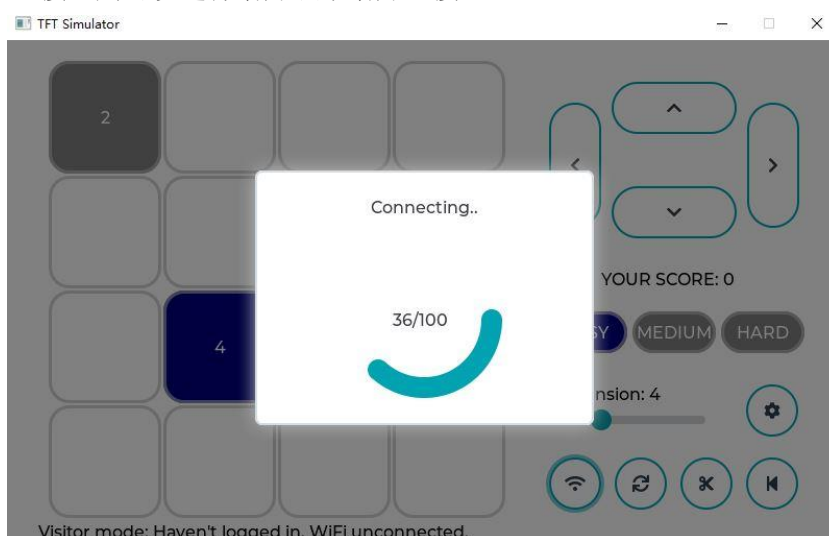 TFT Simulator
2
Connecting..
YOUR SCORE: 0
36/100
4
MEDIUM
HARD
nsion: 4
Visitor mode: Haven't logged in, WiFi unconnected.